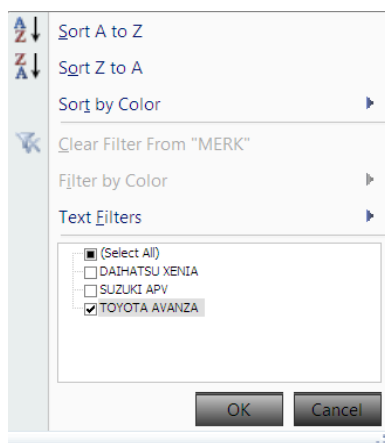 Sort A to Z
Sort Z to A
Sort by Color
Clear Filter From "MERK"
Filter by Color
Text Filters
(Select All)
DAIHATSU XENIA
SUZUKI APV
TOYOTA AVANZA
OK Cancel